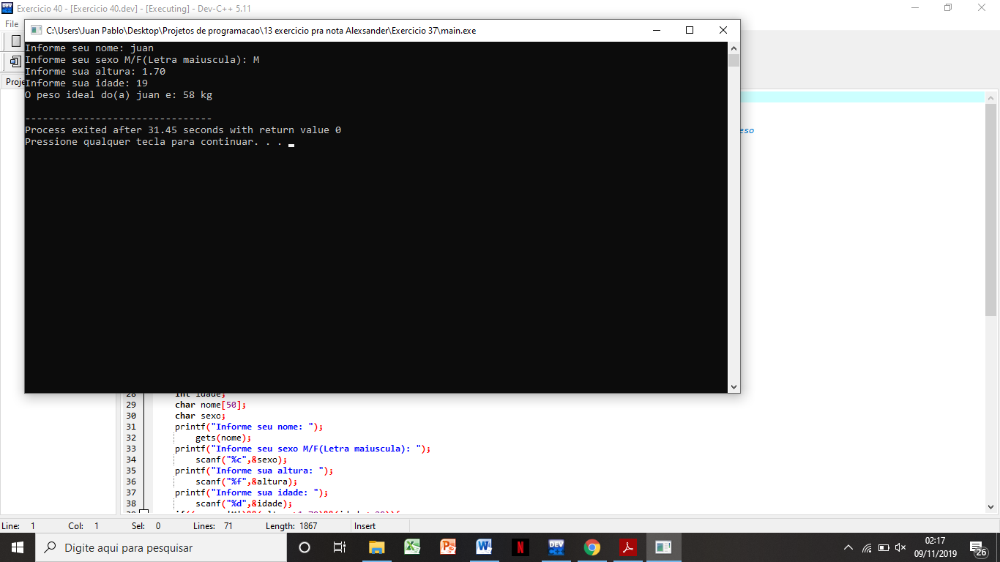 Exercicio 40 - [Exercicio 40.dev] - [Executing] - Dev-C++ 5.11
File
C:\Users\Juan Pablo\Desktop\Projetos de programacao\13 exercicio pra nota Alexsander\Exercicio 37\main.exe
Informe seu nome: juan
Informe seu sexo M/F(Letra maiuscula): M
Informe sua altura: 1.70
Informe sua idade: 19
O peso ideal do(a) juan e: 58 kg
--------------------------------
Process exited after 31.45 seconds with return value 0
Pressione qualquer tecla para continuar. . .
Proje
eso
28 int idade;
29 char nome[50];
30 char sexo;
31 printf("Informe seu nome: ");
32 gets(nome);
33 printf("Informe seu sexo M/F(Letra maiuscula): ");
34 scanf("%c",&sexo);
35 printf("Informe sua altura: ");
36 scanf("%f",&altura);
37 printf("Informe sua idade: ");
38 scanf("%d",&idade);
Line: 1 Col: 1 Sel: 0 Lines: 71 Length: 1867 Insert
Digite aqui para pesquisar
DEV
02:17
09/11/2019
26